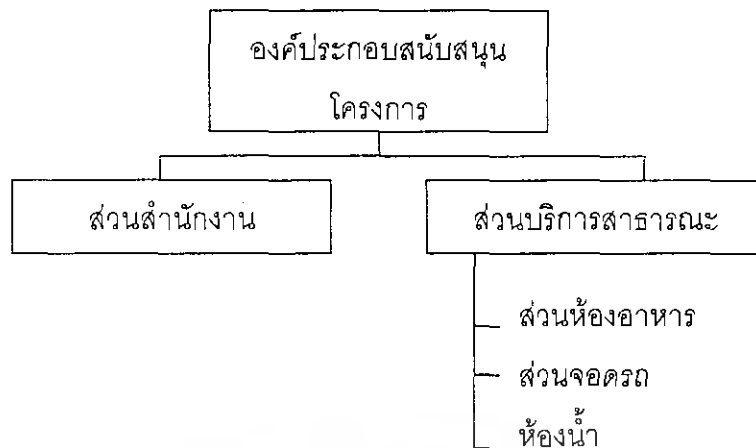 องค์ประกอบสนับสนุน
โครงการ
ส่วนสำนักงาน
ส่วนบริการสาธารณะ
ส่วนห้องอาหาร
ส่วนจอดรถ
ห้องน้ำ